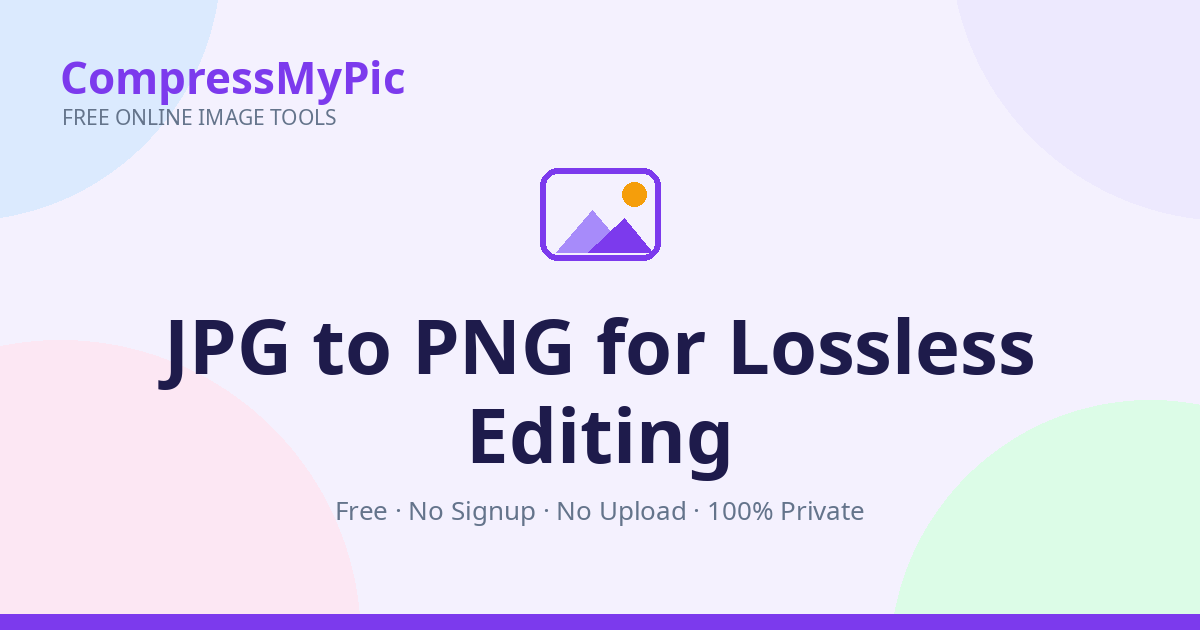 CompressMyPic
FREE ONLINE IMAGE TOOLS
JPG to PNG for Lossless
Editing
Free · No Signup · No Upload · 100% Private